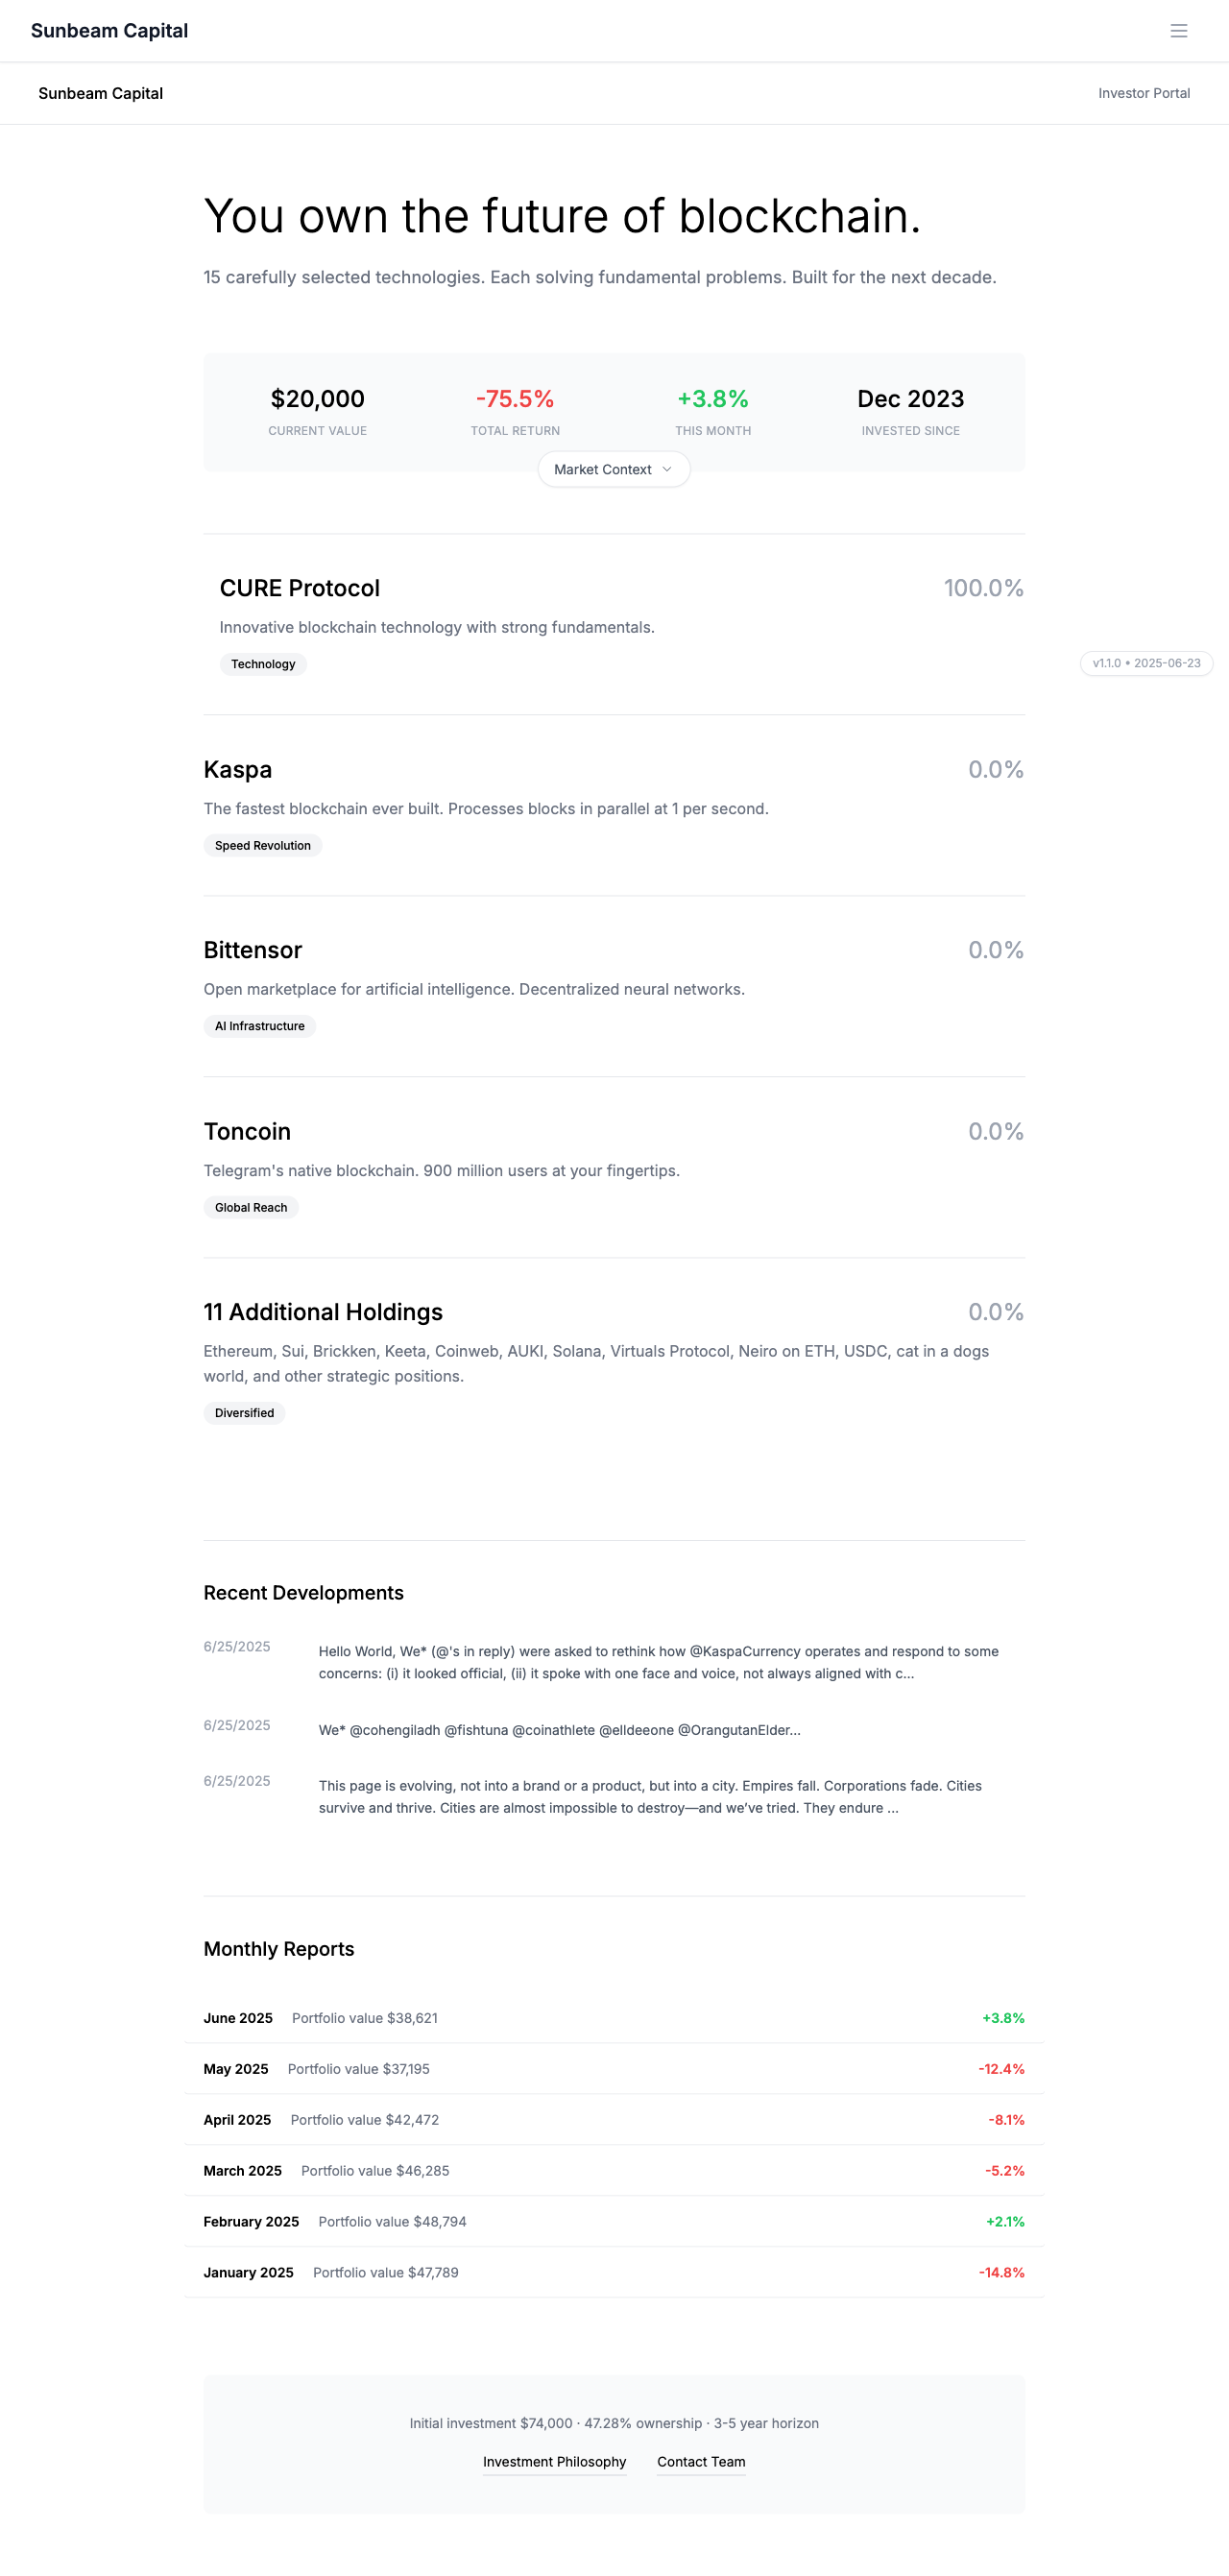 Sunbeam Capital
Sunbeam Capital
Investor Portal
You own the future of blockchain.
15 carefully selected technologies. Each solving fundamental problems. Built for the next decade.
$20,000
CURRENT VALUE
-75.5%
TOTAL RETURN
+3.8%
THIS MONTH
Dec 2023
INVESTED SINCE
Market Context
CURE Protocol
100.0%
Innovative blockchain technology with strong fundamentals.
Technology
v1.1.0 • 2025-06-23
Kaspa
0.0%
The fastest blockchain ever built. Processes blocks in parallel at 1 per second.
Speed Revolution
Bittensor
0.0%
Open marketplace for artificial intelligence. Decentralized neural networks.
AI Infrastructure
Toncoin
0.0%
Telegram's native blockchain. 900 million users at your fingertips.
Global Reach
11 Additional Holdings
0.0%
Ethereum, Sui, Brickken, Keeta, Coinweb, AUKI, Solana, Virtuals Protocol, Neiro on ETH, USDC, cat in a dogs
world, and other strategic positions.
Diversified
Recent Developments
6/25/2025
Hello World, We* (@'s in reply) were asked to rethink how @KaspaCurrency operates and respond to some
concerns: (i) it looked official, (ii) it spoke with one face and voice, not always aligned with c...
6/25/2025
We* @cohengiladh @fishtuna @coinathlete @elldeeone @OrangutanElder...
6/25/2025
This page is evolving, not into a brand or a product, but into a city. Empires fall. Corporations fade. Cities
survive and thrive. Cities are almost impossible to destroy—and we’ve tried. They endure ...
Monthly Reports
June 2025 Portfolio value $38,621 +3.8%
May 2025 Portfolio value $37,195 -12.4%
April 2025 Portfolio value $42,472 -8.1%
March 2025 Portfolio value $46,285 -5.2%
February 2025 Portfolio value $48,794 +2.1%
January 2025 Portfolio value $47,789 -14.8%
Initial investment $74,000 · 47.28% ownership · 3-5 year horizon
Investment Philosophy Contact Team